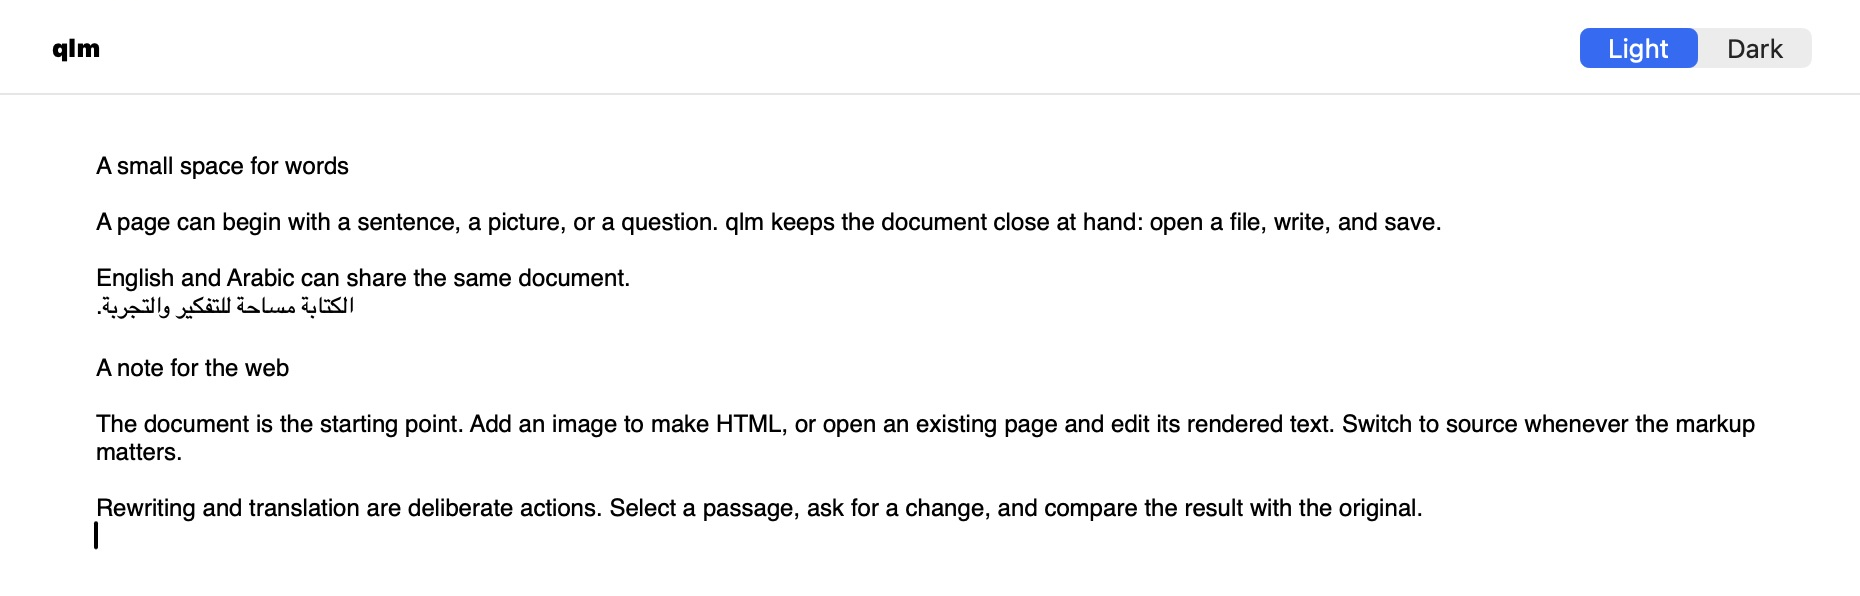 qlm
Light Dark
A small space for words
A page can begin with a sentence, a picture, or a question. qlm keeps the document close at hand: open a file, write, and save.
English and Arabic can share the same document.
الكتابة مساحة للتفكير والتجربة.
A note for the web
The document is the starting point. Add an image to make HTML, or open an existing page and edit its rendered text. Switch to source whenever the markup
matters.
Rewriting and translation are deliberate actions. Select a passage, ask for a change, and compare the result with the original.